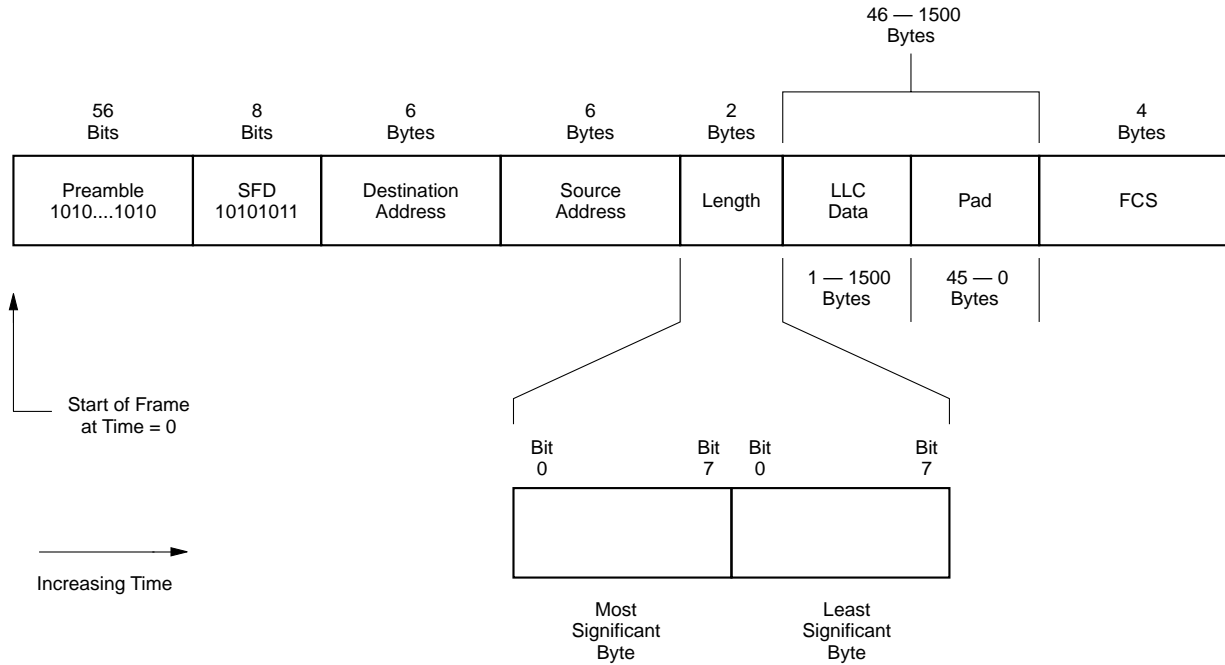 46 — 1500
Bytes
56
Bits
8
Bits
6
Bytes
6
Bytes
2
Bytes
4
Bytes
Preamble
1010....1010
SFD
10101011
Destination
Address
Source
Address
Length
LLC
Data
Pad
FCS
1 — 1500
Bytes
45 — 0
Bytes
Start of Frame
at Time = 0
Bit
0
Bit
7
Bit
0
Bit
7
Increasing Time
Most
Significant
Byte
Least
Significant
Byte